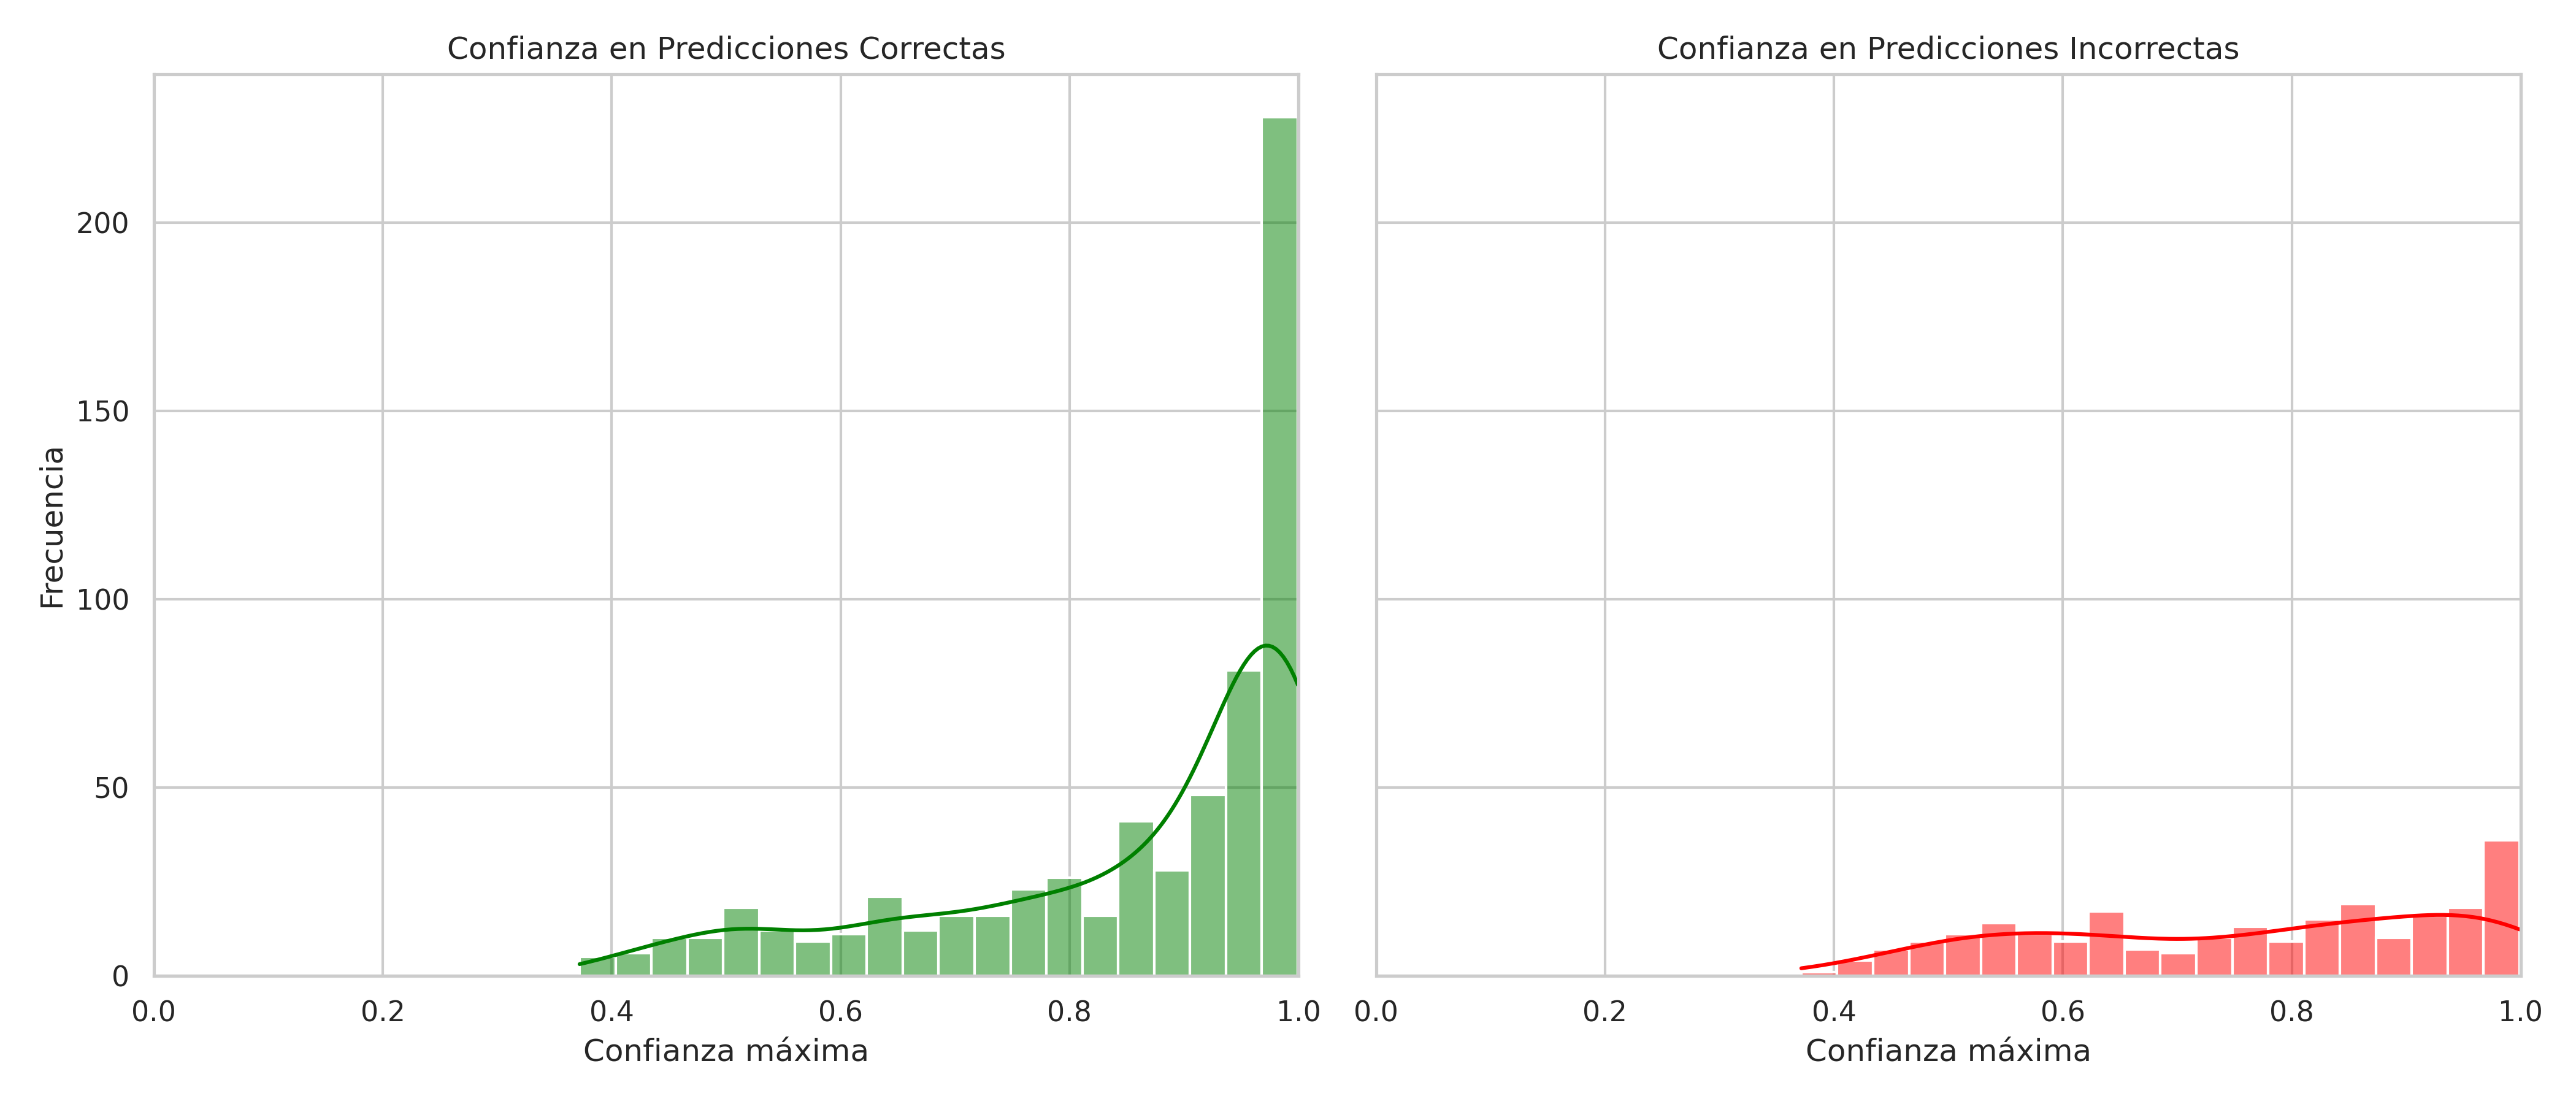 Confianza en Predicciones Correctas
Frecuencia
200
150
100
50
0
0.0 0.2 0.4 0.6 0.8 1.0
Confianza máxima
Confianza en Predicciones Incorrectas
0.0 0.2 0.4 0.6 0.8 1.0
Confianza máxima